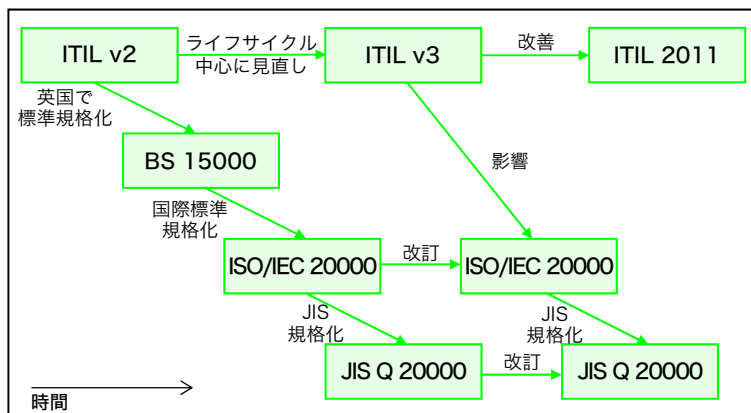 ITIL v2
ライフサイクル
中心に見直し
ITIL v3
改善
ITIL 2011
英国で
標準規格化
BS 15000
影響
国際標準
規格化
ISO/IEC 20000
改訂
ISO/IEC 20000
JIS
規格化
JIS
規格化
JIS Q 20000
改訂
JIS Q 20000
時間